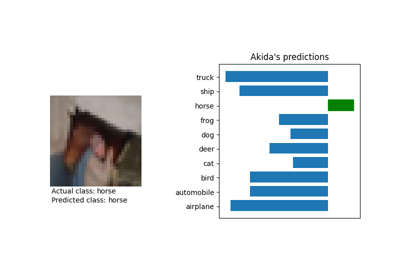 Akida's predictions
truck
ship
horse
frog
dog
deer
cat
bird
automobile
airplane
Actual class: horse
Predicted class: horse